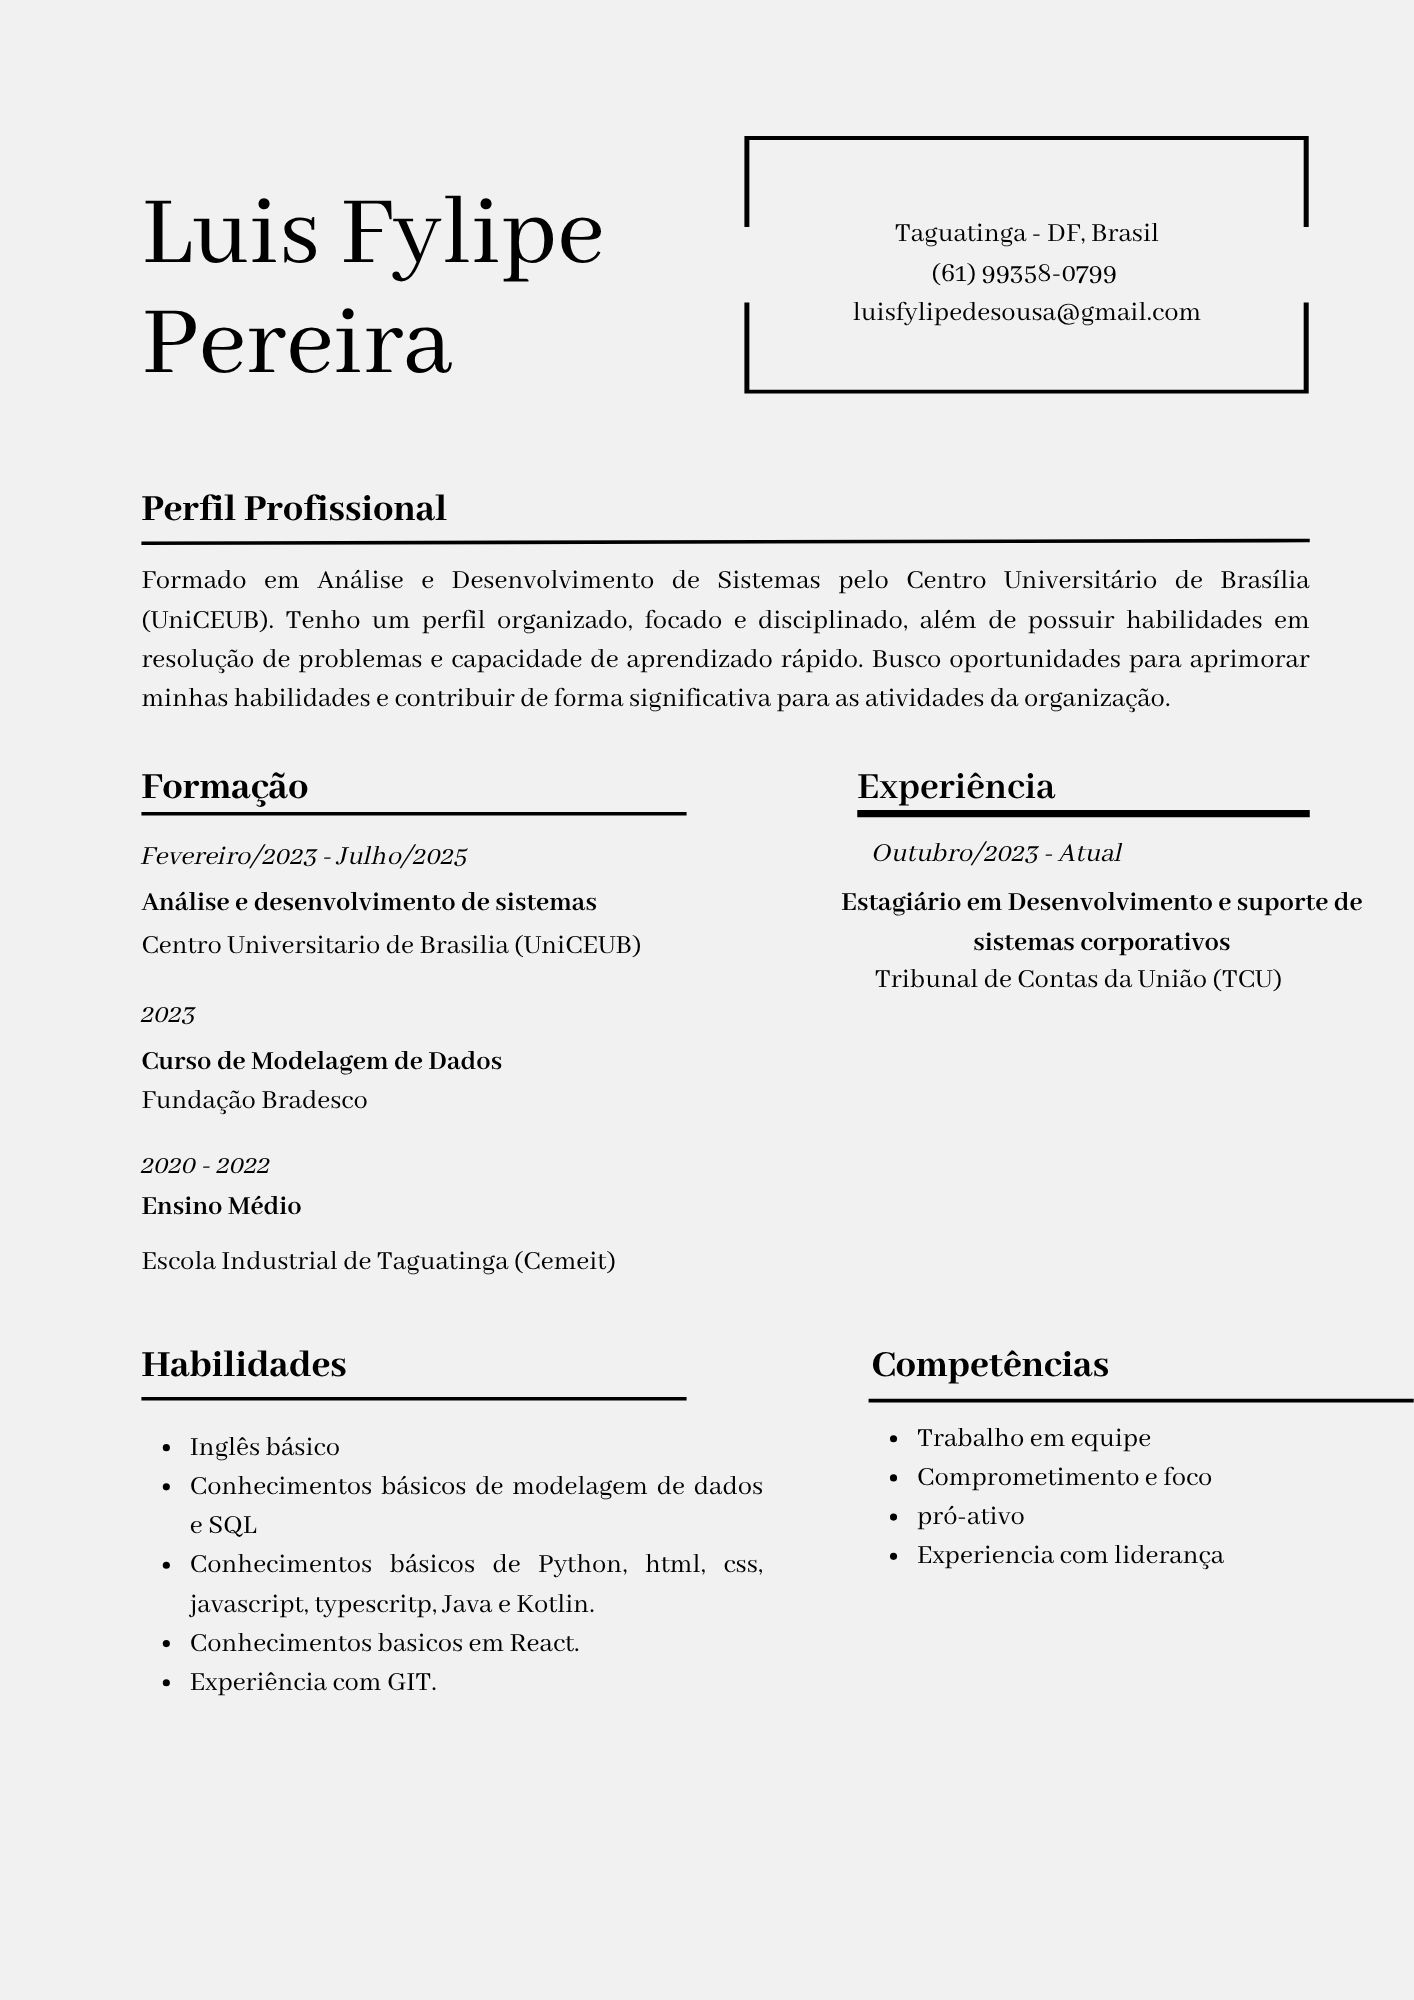 Luis Fylipe
Pereira
Taguatinga - DF, Brasil
(61) 99358-0799
luisfylipedesousa@gmail.com
Perfil Profissional
Formado em Análise e Desenvolvimento de Sistemas pelo Centro Universitário de Brasília
(UniCEUB). Tenho um perfil organizado, focado e disciplinado, além de possuir habilidades em
resolução de problemas e capacidade de aprendizado rápido. Busco oportunidades para aprimorar
minhas habilidades e contribuir de forma significativa para as atividades da organização.
Formação
Fevereiro/2023 - Julho/2025
Análise e desenvolvimento de sistemas
Centro Universitario de Brasilia (UniCEUB)
2023
Curso de Modelagem de Dados
Fundação Bradesco
2020 - 2022
Ensino Médio
Escola Industrial de Taguatinga (Cemeit)
Experiência
Outubro/2023 - Atual
Estagiário em Desenvolvimento e suporte de
sistemas corporativos
Tribunal de Contas da União (TCU)
Habilidades
• Inglês básico
• Conhecimentos básicos de modelagem de dados
e SQL
• Conhecimentos básicos de Python, html, css,
javascript, typescritp, Java e Kotlin.
• Conhecimentos basicos em React.
• Experiência com GIT.
Competências
• Trabalho em equipe
• Comprometimento e foco
• pró-ativo
• Experiencia com liderança